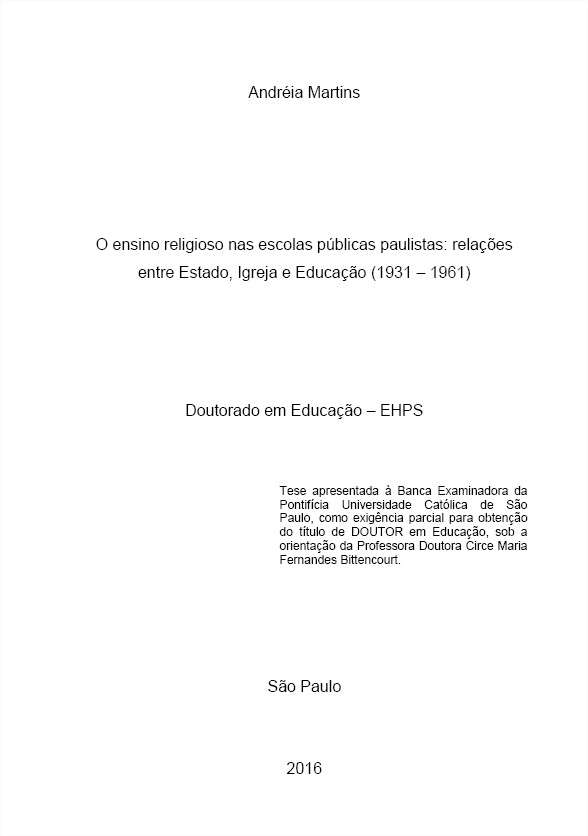 Andréia Martins
O ensino religioso nas escolas públicas paulistas: relações
entre Estado, Igreja e Educação (1931 – 1961)
Doutorado em Educação – EHPS
Tese apresentada à Banca Examinadora da
Pontifícia Universidade Católica de São
Paulo, como exigência parcial para obtenção
do título de DOUTOR em Educação, sob a
orientação da Professora Doutora Circe Maria
Fernandes Bittencourt.
São Paulo
2016